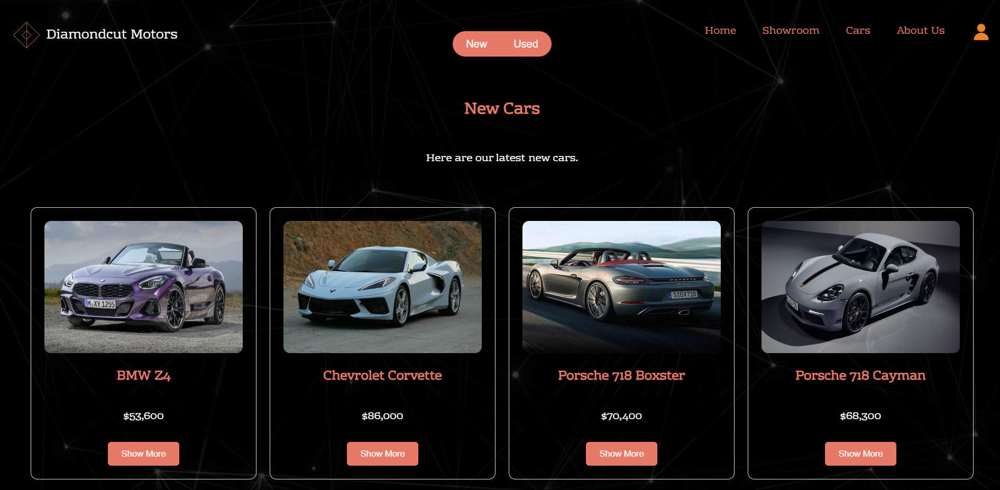 Diamondcut Motors
New Used
Home Showroom Cars About Us
New Cars
Here are our latest new cars.
M XY 1255
PORSCHE
S BX718
BMW Z4
Chevrolet Corvette
Porsche 718 Boxster
Porsche 718 Cayman
$53,600
$86,000
$70,400
$68,300
Show More
Show More
Show More
Show More